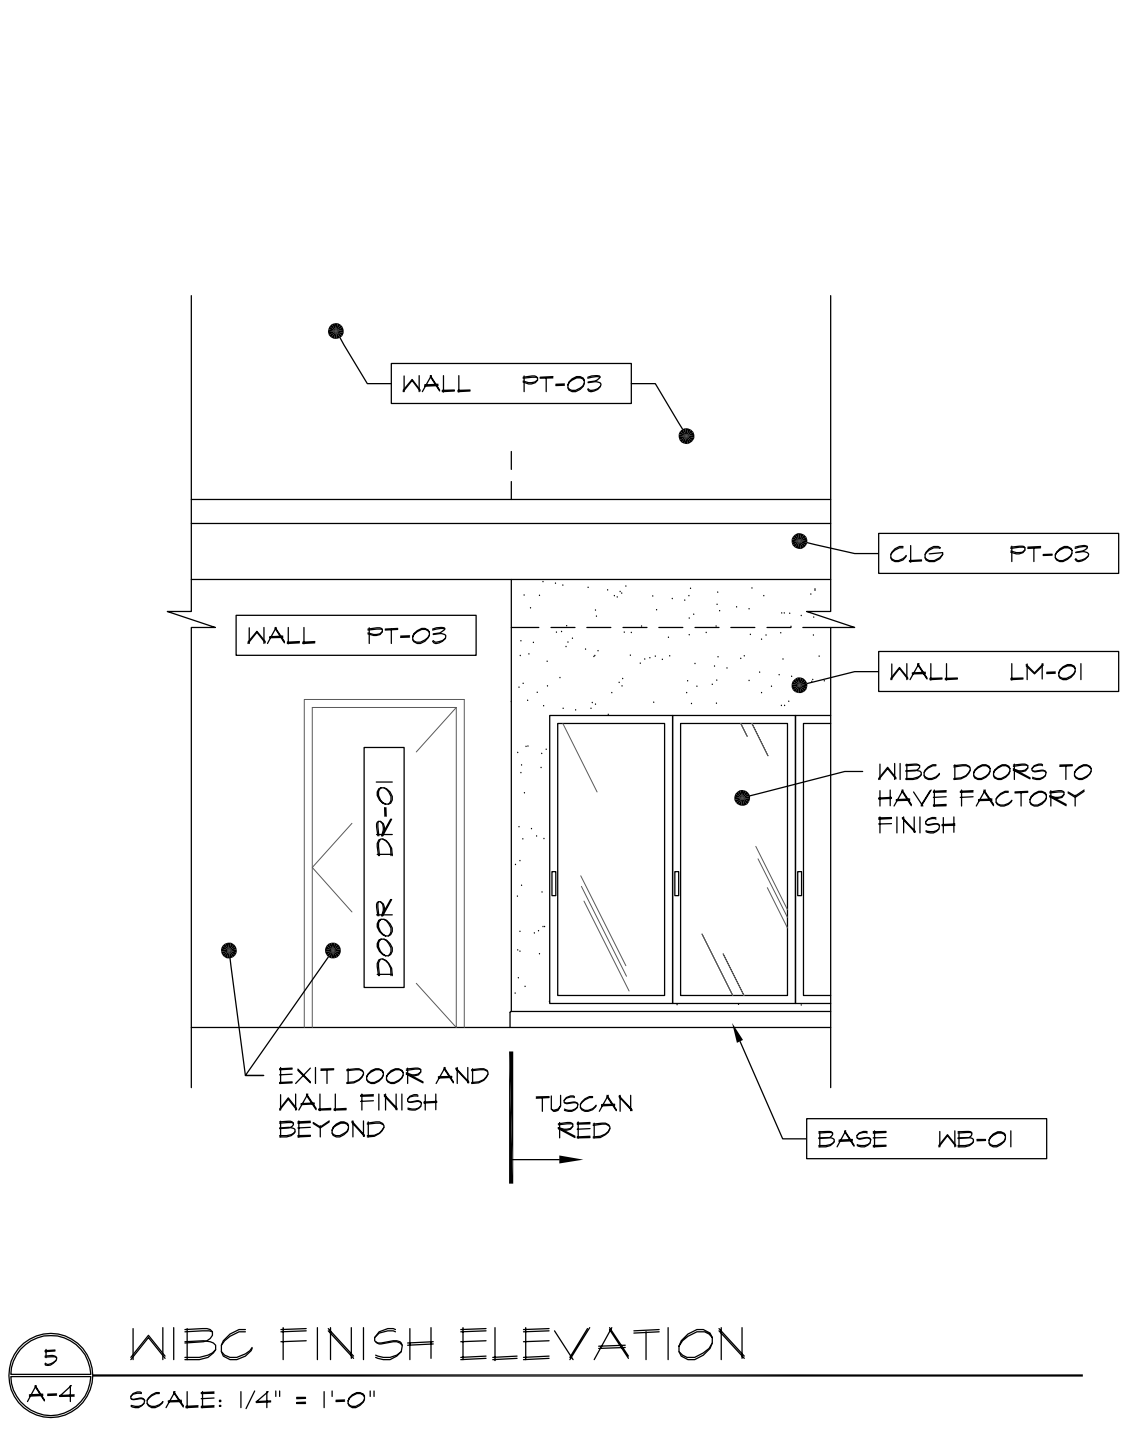 WALL PT-03
CLG PT-03
WALL PT-03
WALL LM-01
DOOR DR-01
WIBC DOORS TO
HAVE FACTORY
FINISH
EXIT DOOR AND
WALL FINISH
BEYOND
TUSCAN
RED
BASE WB-01
WIBC FINISH ELEVATION
5
A-4
SCALE: 1/4" = 1'-0"